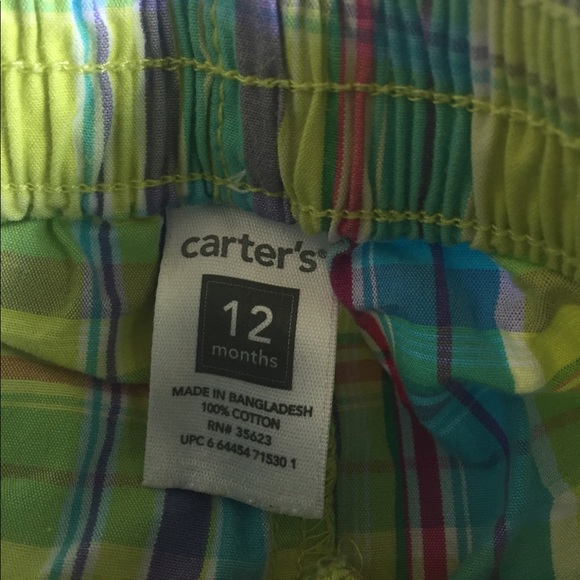 carter's®
12
months
MADE IN BANGLADESH
100% COTTON
RN# 35623
UPC 6 64454 71530 1